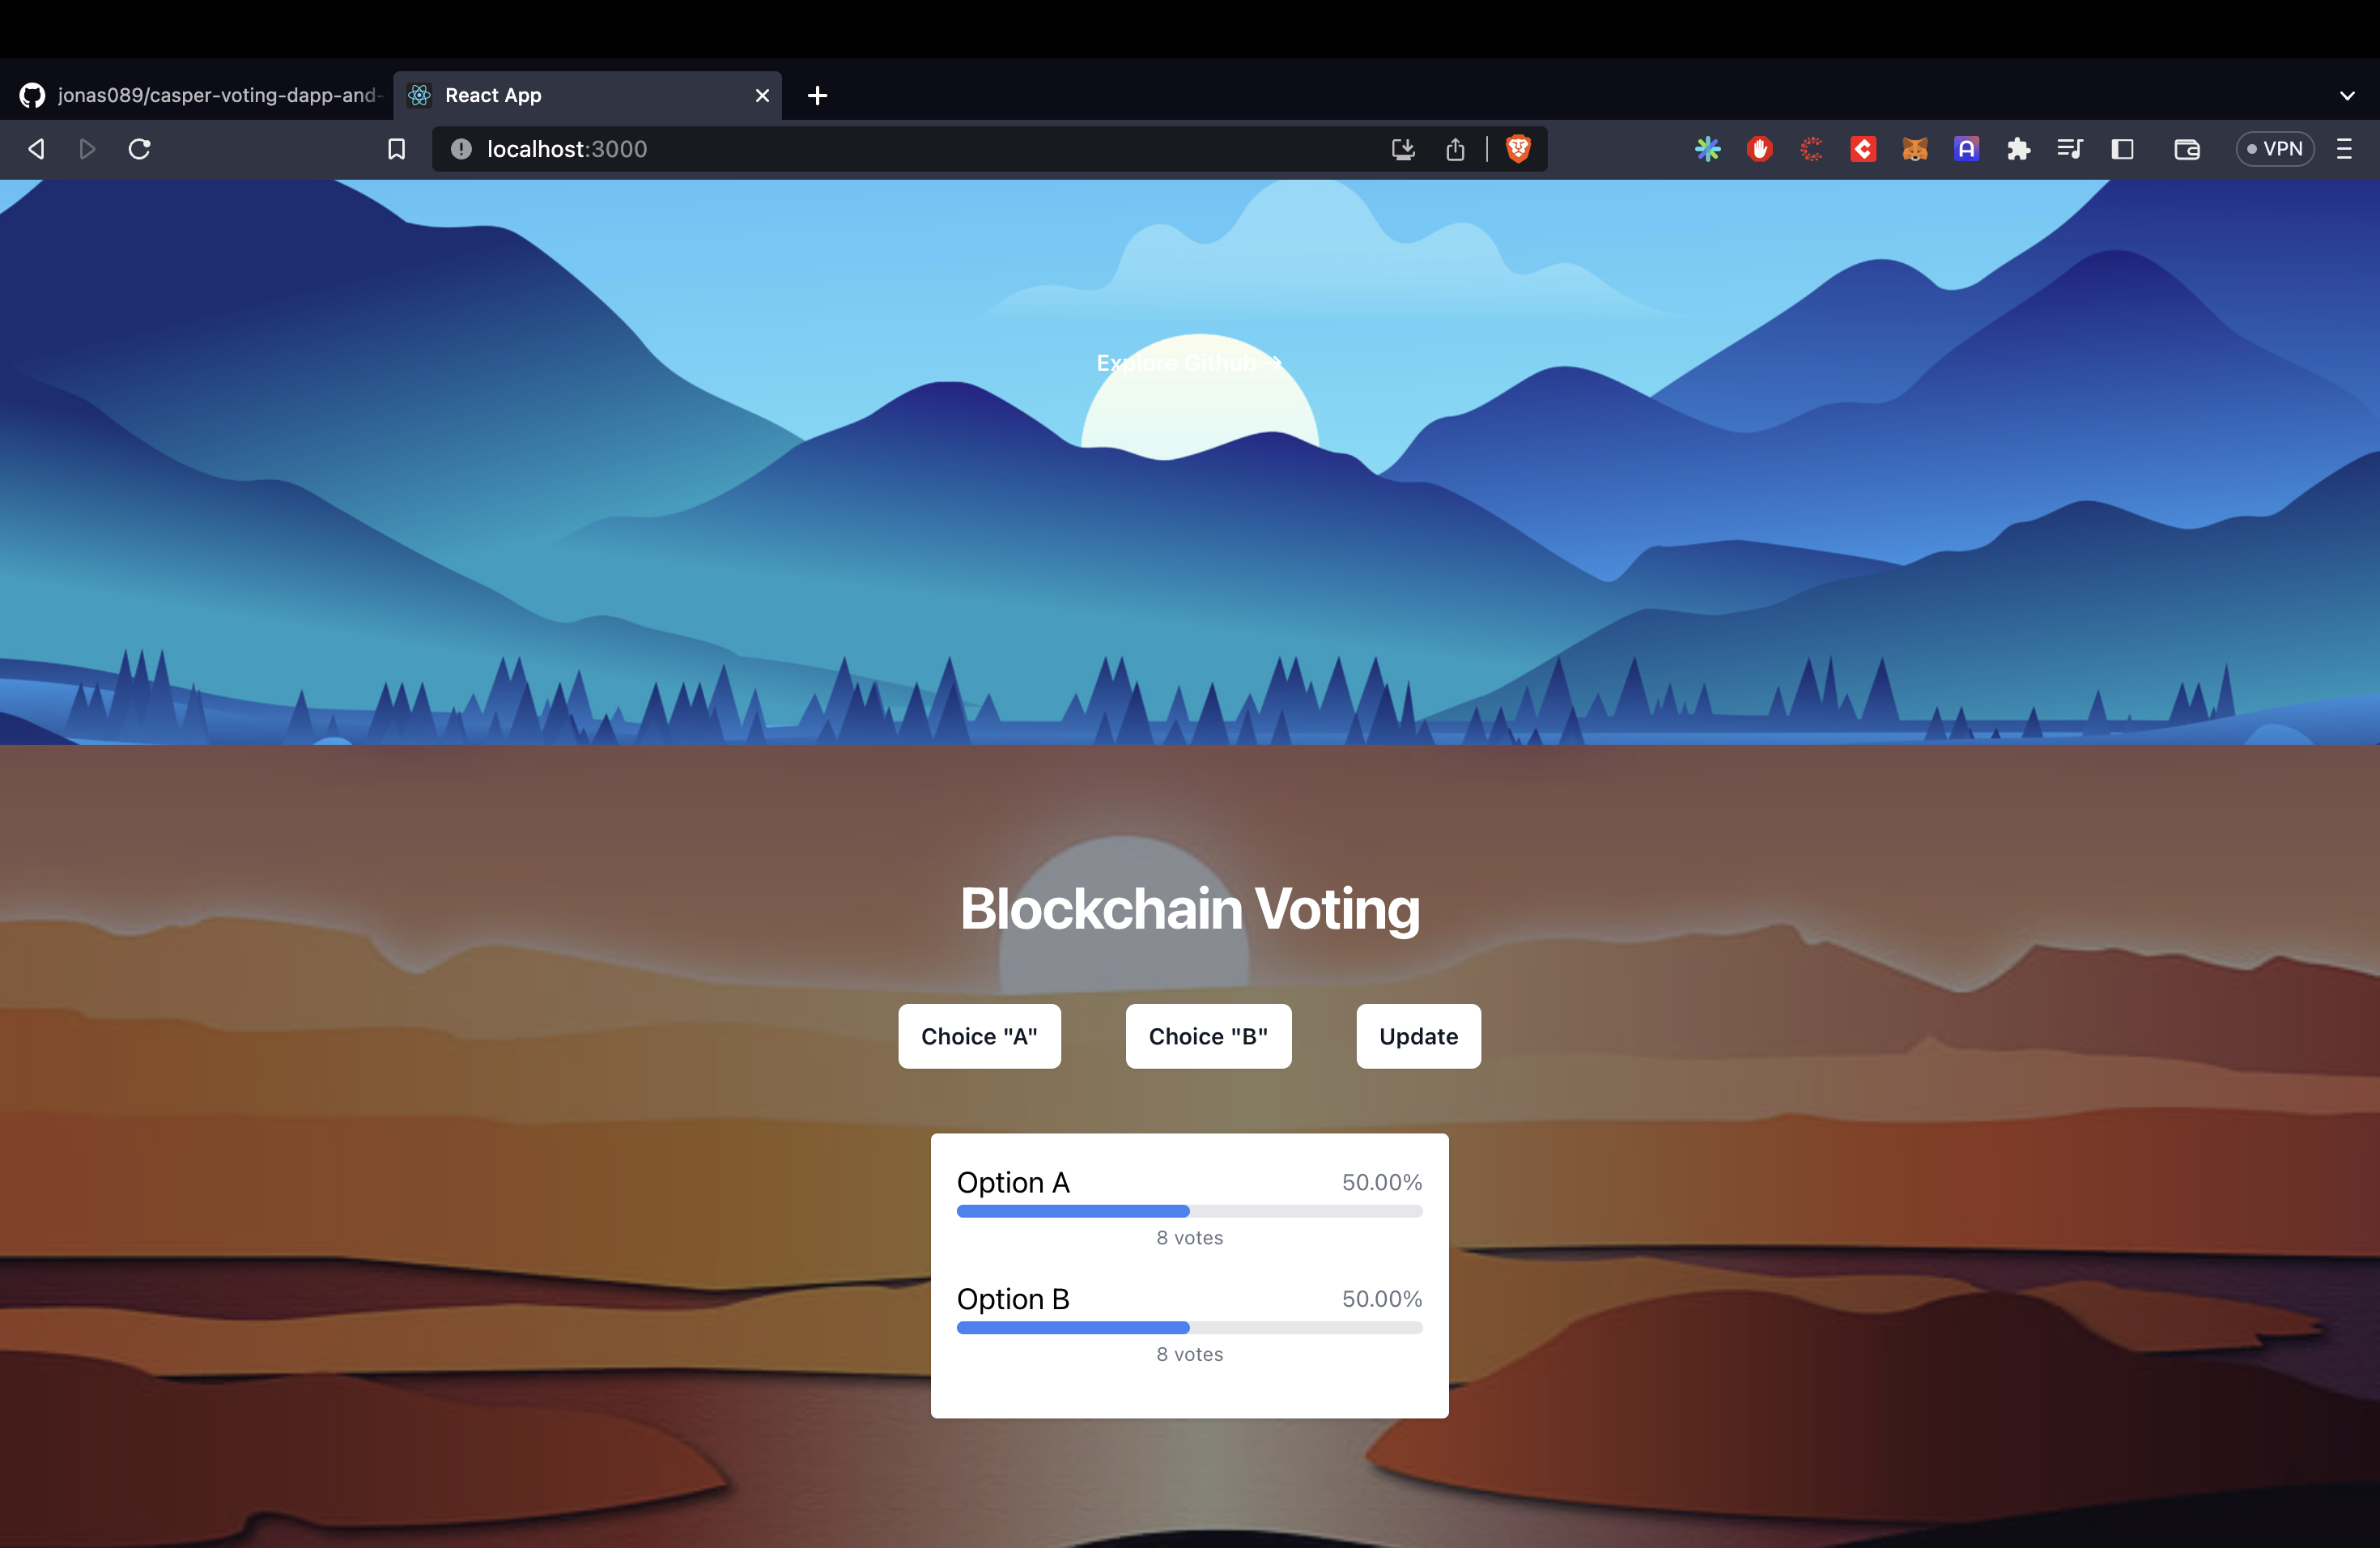 jonas089/casper-voting-dapp-and-
React App
localhost:3000
VPN
Explore Github →
Blockchain Voting
Choice "A" Choice "B" Update
Option A 50.00%
8 votes
Option B 50.00%
8 votes